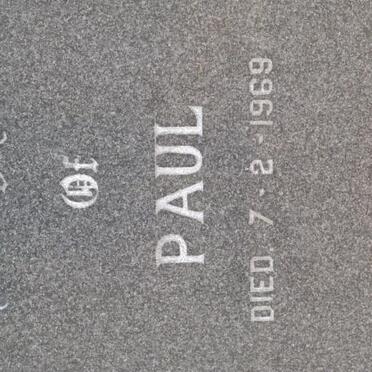 Of
PAUL
DIED. 7 - 2 - 1969